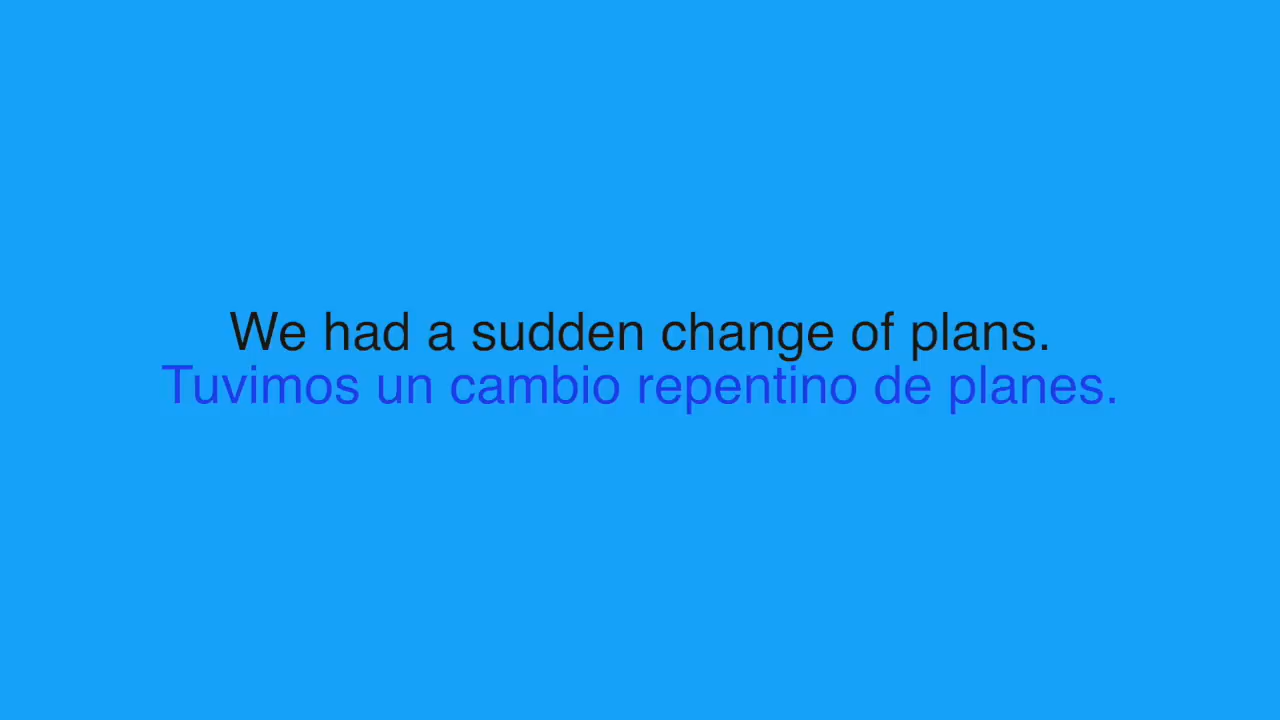 We had a sudden change of plans.
Tuvimos un cambio repentino de planes.